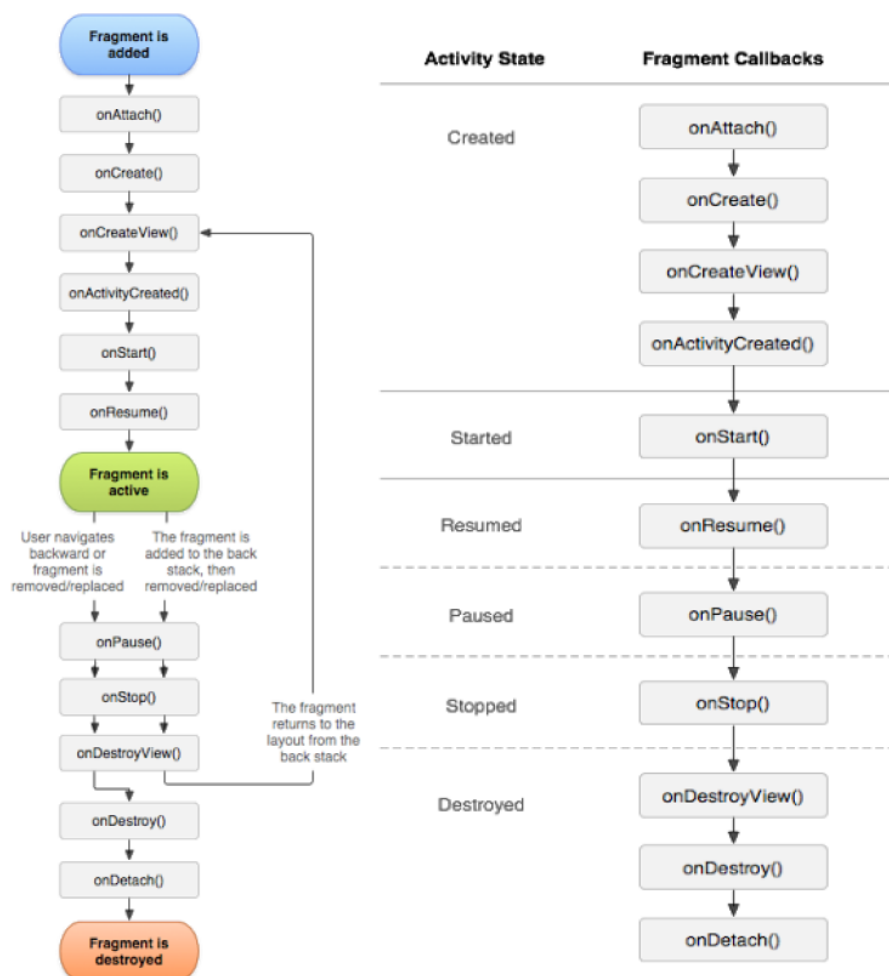 Fragment is
added
onAttach()
onCreate()
onCreateView()
onActivityCreated()
onStart()
onResume()
Fragment is
active
User navigates
backward or
fragment is
removed/replaced
The fragment is
added to the back
stack, then
removed/replaced
onPause()
onStop()
onDestroyView()
The fragment
returns to the
layout from the
back stack
onDestroy()
onDetach()
Fragment is
destroyed
Activity State
Fragment Callbacks
Created
onAttach()
onCreate()
onCreateView()
onActivityCreated()
Started
onStart()
Resumed
onResume()
Paused
onPause()
Stopped
onStop()
Destroyed
onDestroyView()
onDestroy()
onDetach()